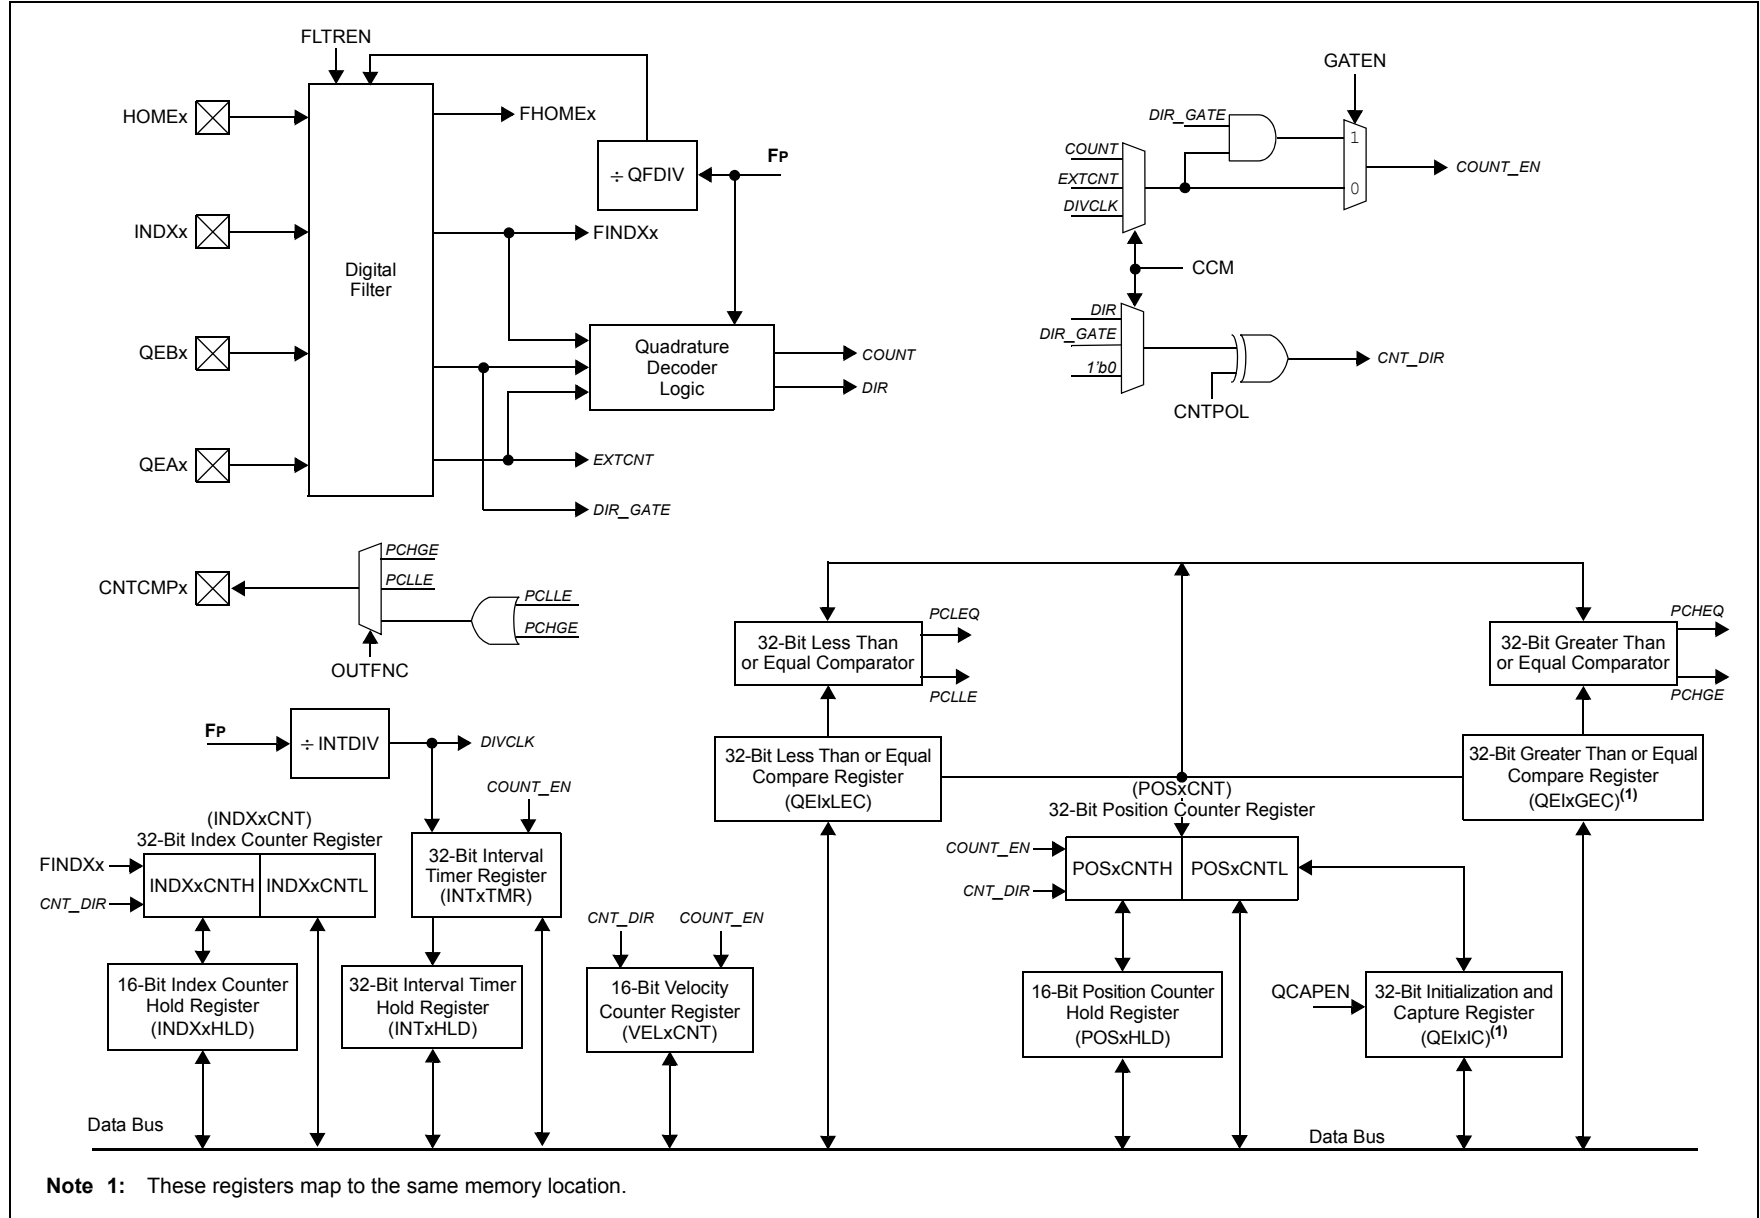 FLTREN
HOMEx
FHOMEx
÷ QFDIV
FP
INDXx
FINDXx
Digital
Filter
QEBx
Quadrature
Decoder
Logic
COUNT
DIR
QEAx
EXTCNT
DIR_GATE
GATEN
DIR_GATE
COUNT
EXTCNT
DIVCLK
1
0
COUNT_EN
CCM
DIR
DIR_GATE
1'b0
CNTPOL
CNT_DIR
CNTCMPx
PCHGE
PCLLE
PCLLE
PCHGE
OUTFNC
32-Bit Less Than
or Equal Comparator
PCLEQ
PCLLE
32-Bit Greater Than
or Equal Comparator
PCHEQ
PCHGE
FP
÷ INTDIV
DIVCLK
COUNT_EN
32-Bit Less Than or Equal
Compare Register
(QEIxLEC)
32-Bit Greater Than or Equal
Compare Register
(QEIxGEC)(1)
(POSxCNT)
32-Bit Position Counter Register
COUNT_EN
CNT_DIR
POSxCNTH
POSxCNTL
(INDXxCNT)
32-Bit Index Counter Register
FINDXx
CNT_DIR
INDXxCNTH
INDXxCNTL
32-Bit Interval
Timer Register
(INTxTMR)
CNT_DIR
COUNT_EN
16-Bit Index Counter
Hold Register
(INDXxHLD)
32-Bit Interval Timer
Hold Register
(INTxHLD)
16-Bit Velocity
Counter Register
(VELxCNT)
16-Bit Position Counter
Hold Register
(POSxHLD)
QCAPEN
32-Bit Initialization and
Capture Register
(QEIxIC)(1)
Data Bus
Data Bus
Note 1: These registers map to the same memory location.